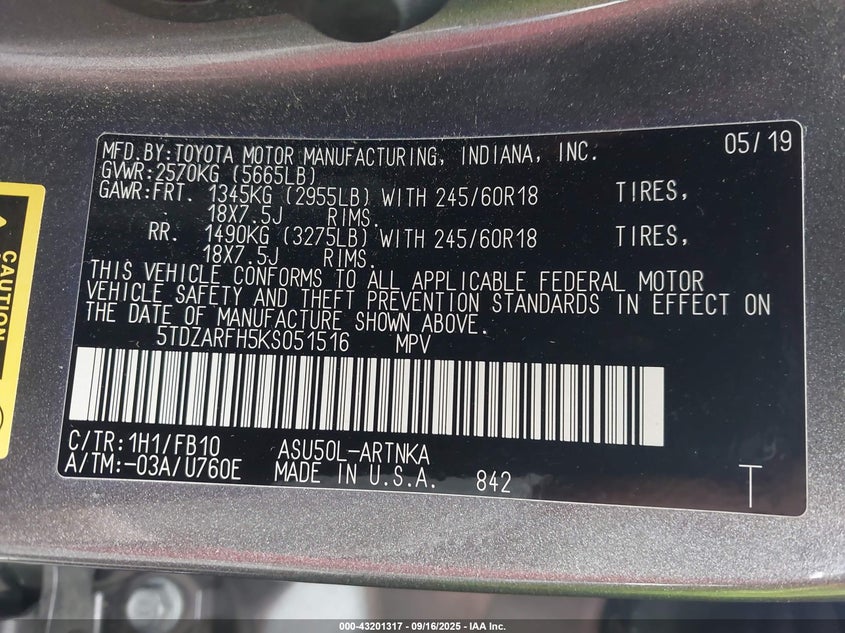 MFD.BY:TOYOTA MOTOR MANUFACTURING, INDIANA, INC. 05/19
GVWR:2570KG (5665LB)
GAWR:FRT. 1345KG (2955LB) WITH 245/60R18 TIRES,
18X7.5J RIMS.
RR. 1490KG (3275LB) WITH 245/60R18 TIRES,
18X7.5J RIMS.
THIS VEHICLE CONFORMS TO ALL APPLICABLE FEDERAL MOTOR
VEHICLE SAFETY AND THEFT PREVENTION STANDARDS IN EFFECT ON
THE DATE OF MANUFACTURE SHOWN ABOVE.
5TDZARFH5KS051516 MPV
C/TR:1H1/FB10 ASU50L-ARTNKA
A/TM:-03A/U760E MADE IN U.S.A. 842 T
CAUTION
000-43201317 - 09/16/2025 - IAA Inc.